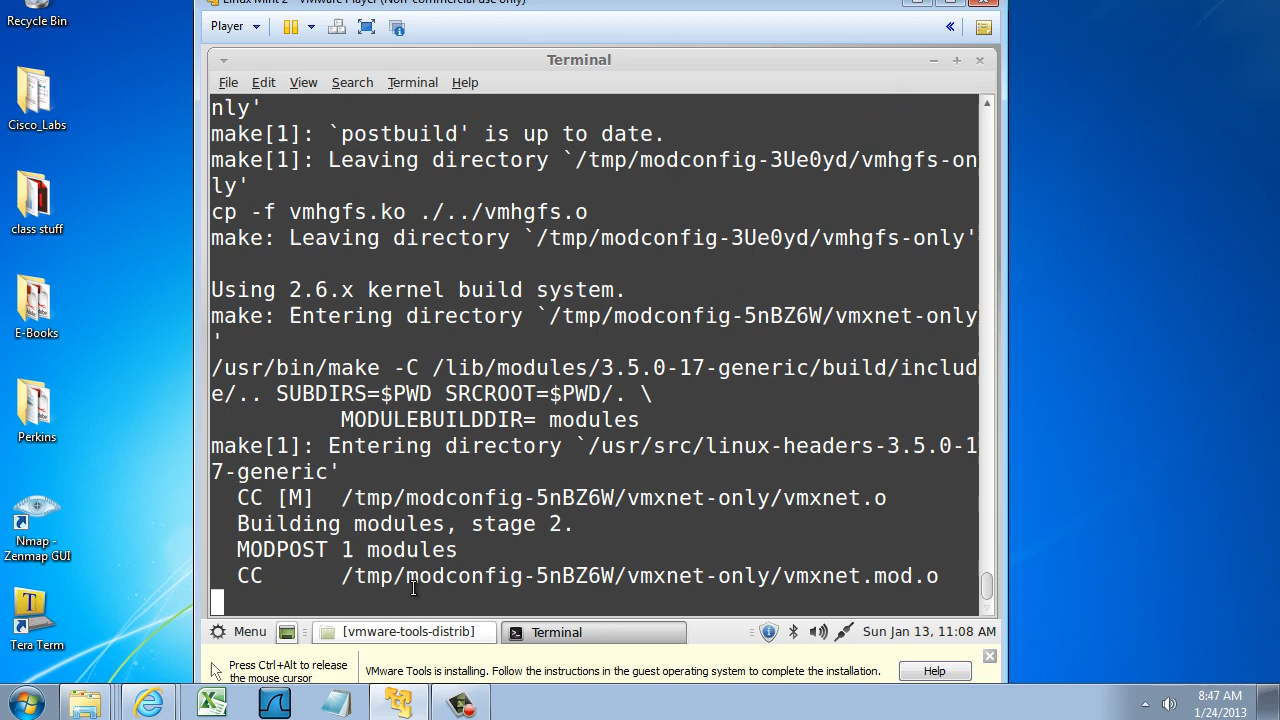 Linux Mint 2 - VMware Player (Non-commercial use only)
Recycle Bin
Player
Terminal
File Edit View Search Terminal Help
nly'
make[1]: `postbuild' is up to date.
make[1]: Leaving directory `/tmp/modconfig-3Ue0yd/vmhgfs-on
ly'
cp -f vmhgfs.ko ./../vmhgfs.o
make: Leaving directory `/tmp/modconfig-3Ue0yd/vmhgfs-only'
Using 2.6.x kernel build system.
make: Entering directory `/tmp/modconfig-5nBZ6W/vmxnet-only
'
/usr/bin/make -C /lib/modules/3.5.0-17-generic/build/includ
e/.. SUBDIRS=$PWD SRCROOT=$PWD/. \
MODULEBUILDDIR= modules
make[1]: Entering directory `/usr/src/linux-headers-3.5.0-1
7-generic'
CC [M] /tmp/modconfig-5nBZ6W/vmxnet-only/vmxnet.o
Building modules, stage 2.
MODPOST 1 modules
CC /tmp/modconfig-5nBZ6W/vmxnet-only/vmxnet.mod.o
Cisco_Labs
class stuff
E-Books
Perkins
Nmap -
Zenmap GUI
Tera Term
Menu [vmware-tools-distrib] Terminal Sun Jan 13, 11:08 AM
Press Ctrl+Alt to release
the mouse cursor
VMware Tools is installing. Follow the instructions in the guest operating system to complete the installation.
Help
8:47 AM
1/24/2013